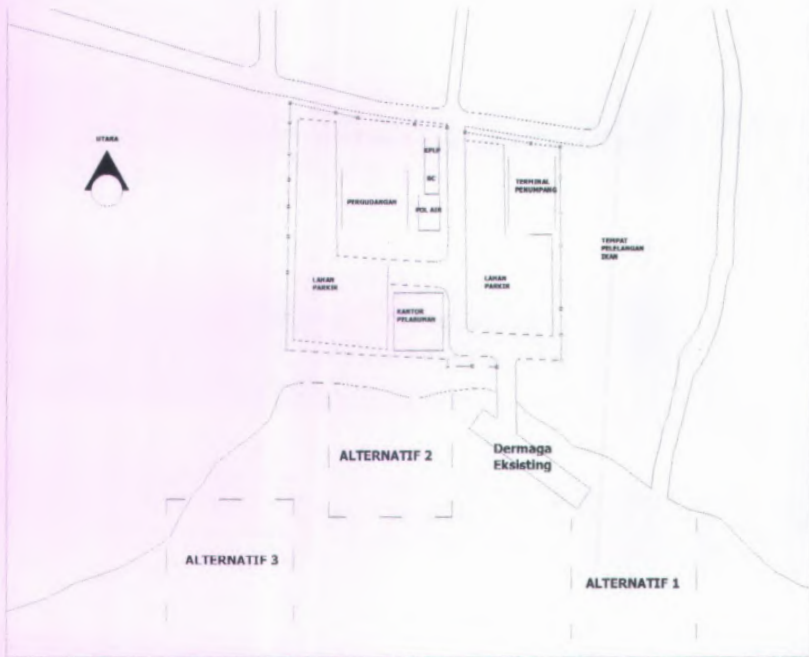 UTARA
KPLP
BC
POL AIR
PERGUDANGAN
TERMINAL
PENUMPANG
TEMPAT
PELELANGAN
IKAN
LAHAN
PARKIR
LAHAN
PARKIR
KANTOR
PELABUHAN
Dermaga
Eksisting
ALTERNATIF 2
ALTERNATIF 3
ALTERNATIF 1